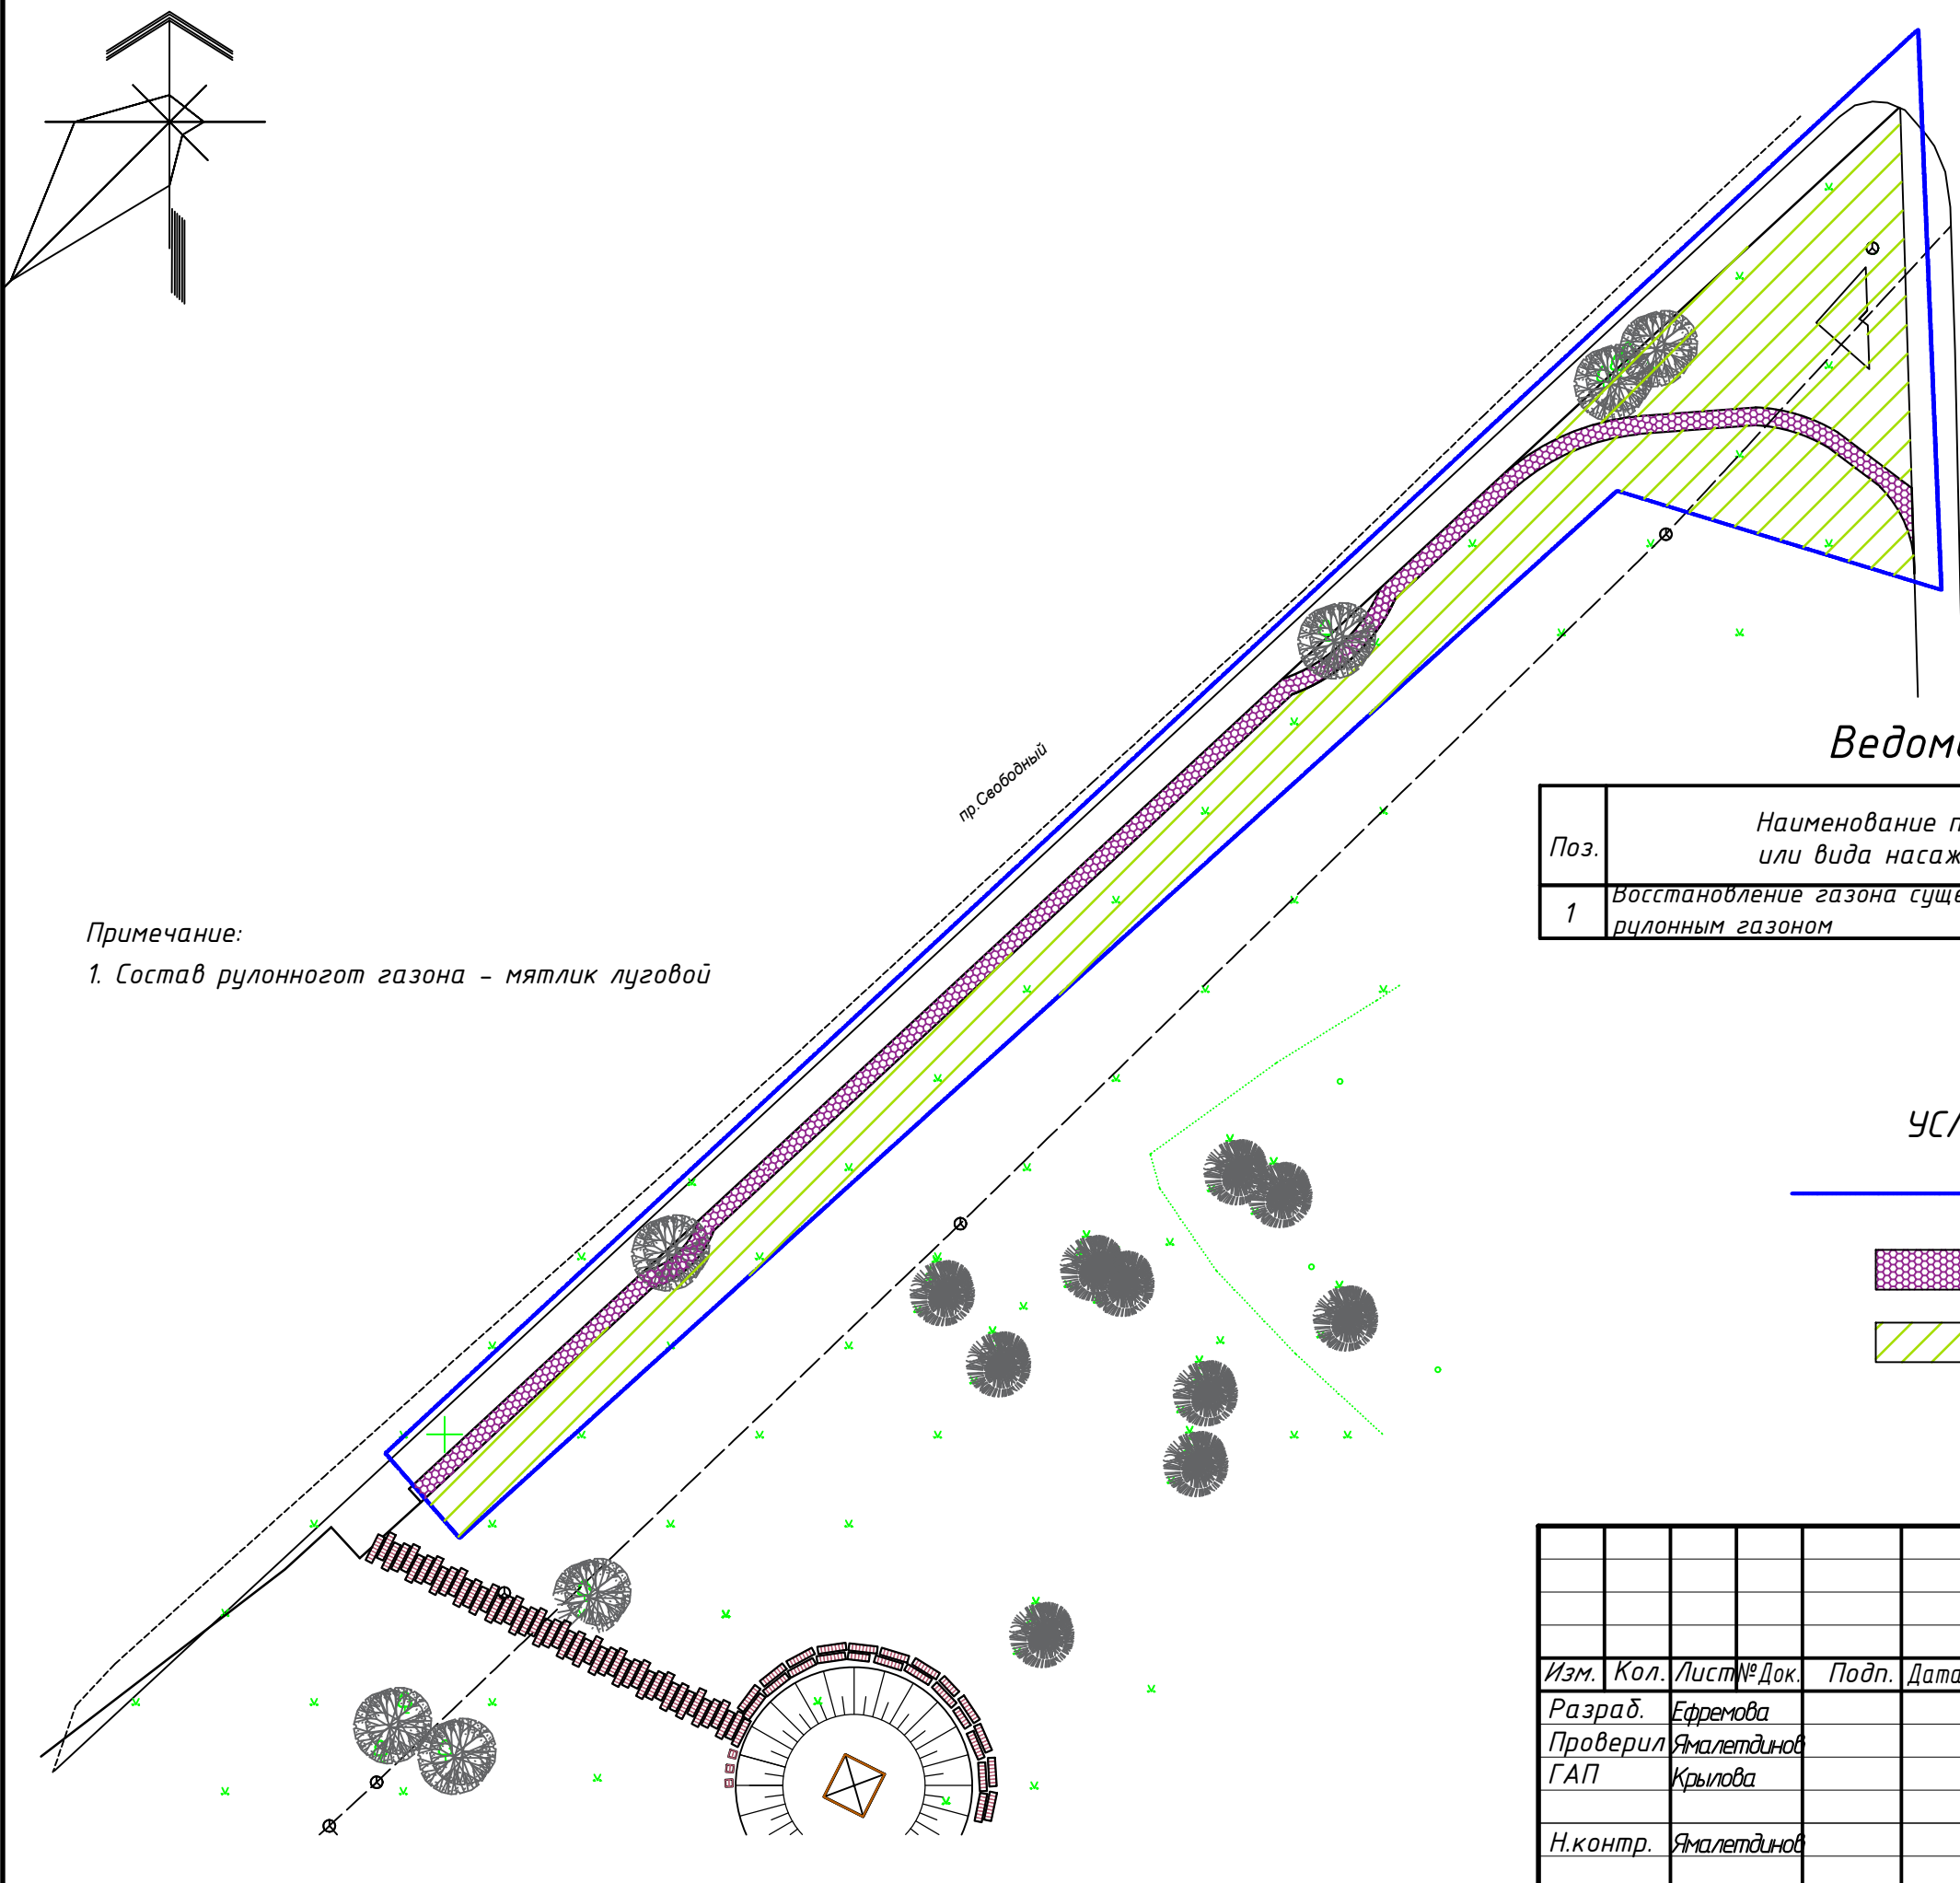 пр.Свободный
Ведом
Поз.
Наименование п
или вида насаж
1
Восстановление газона суще
рулонным газоном
Примечание:
1. Состав рулонногот газона - мятлик луговой
УСЛ
Изм. Кол. Лист №Док. Подп. Дата
Разраб. Ефремова
Проверил Ямалетдинов
ГАП Крылова
Н.контр. Ямалетдинов